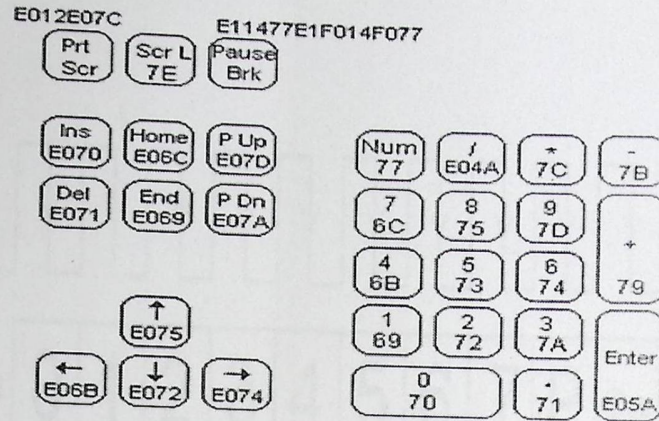 E012E07C E11477E1F014F077
Prt Scr L Pause
Scr 7E Brk
Ins Home P Up
E070 E06C E07D
Del End P Dn
E071 E069 E07A
↑
E075
← ↓ →
E06B E072 E074
Num / * -
77 E04A 7C 7B
7 8 9
6C 75 7D
+
4 5 6
6B 73 74 79
1 2 3
69 72 7A
Enter
0 .
70 71 E05A